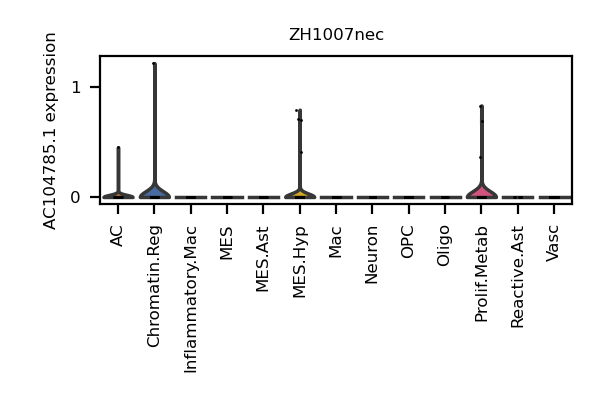 ZH1007nec
AC104785.1 expression
1
0
AC
Chromatin.Reg
Inflammatory.Mac
MES
MES.Ast
MES.Hyp
Mac
Neuron
OPC
Oligo
Prolif.Metab
Reactive.Ast
Vasc